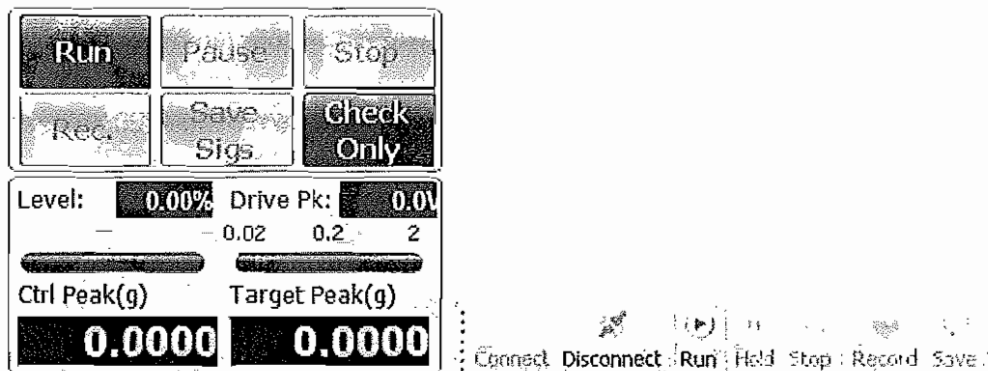 Run Pause Stop
Rec. Save Sigs. Check Only
Level: 0.00% Drive Pk: 0.0V
0.02 0.2 2
Ctrl Peak(g) Target Peak(g)
0.0000 0.0000
Connect Disconnect Run Hold Stop Record Save